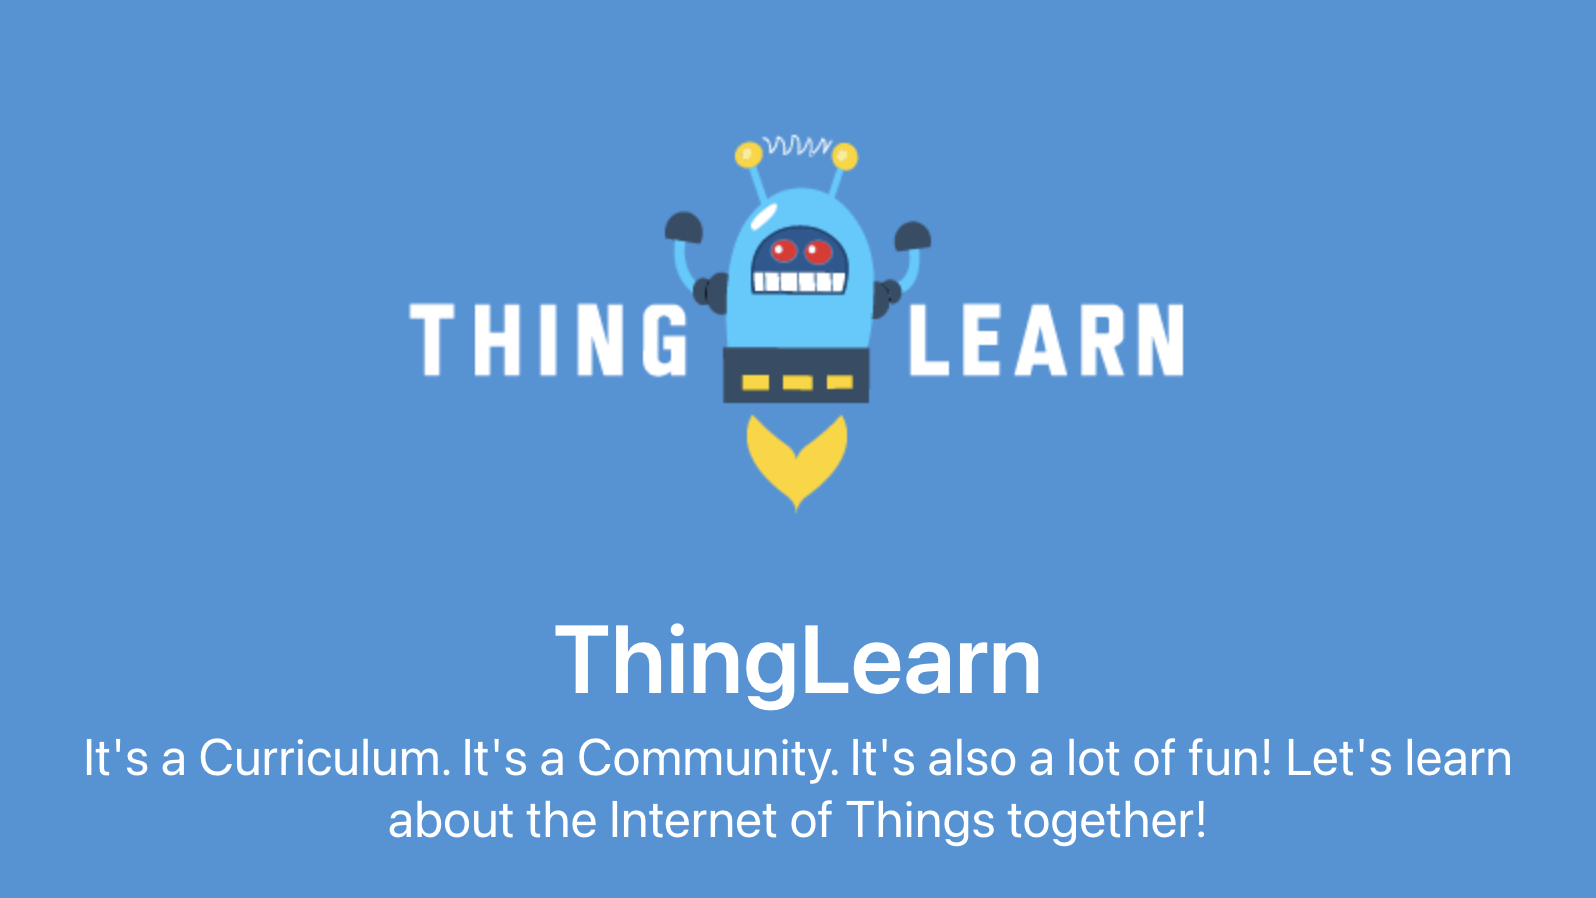 THING LEARN
ThingLearn
It's a Curriculum. It's a Community. It's also a lot of fun! Let's learn
about the Internet of Things together!